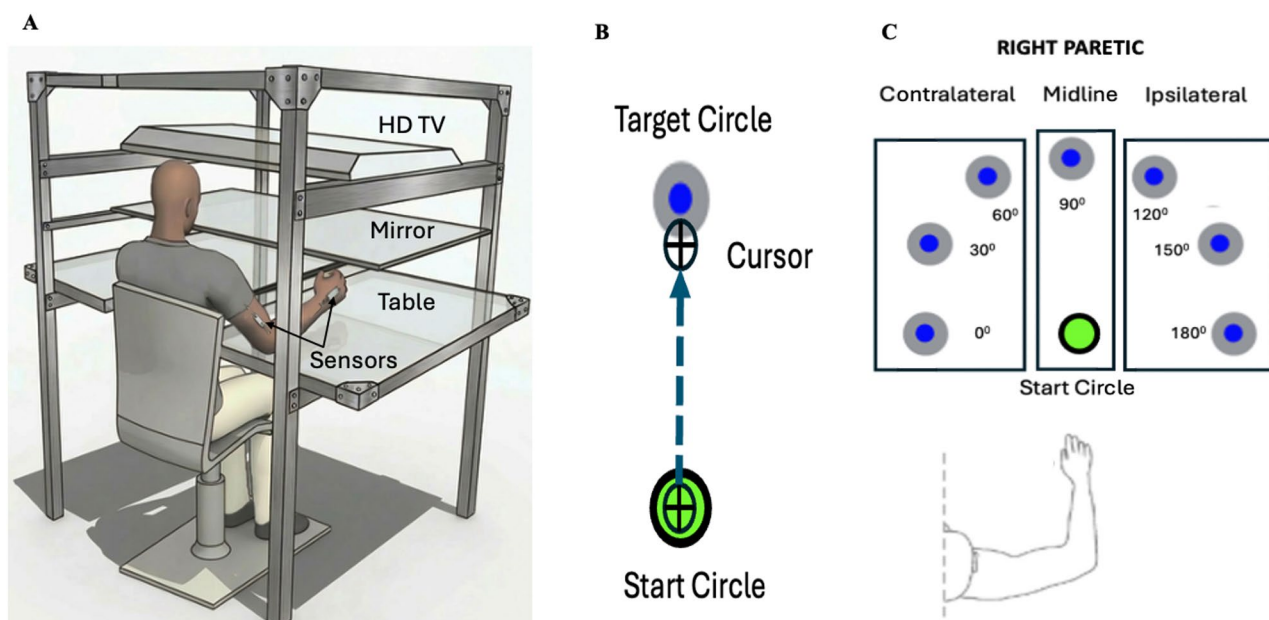 A
HD TV
Mirror
Table
Sensors
B
Target Circle
Cursor
Start Circle
C
RIGHT PARETIC
Contralateral Midline Ipsilateral
60⁰ 90⁰ 120⁰
30⁰ 150⁰
0⁰ 180⁰
Start Circle